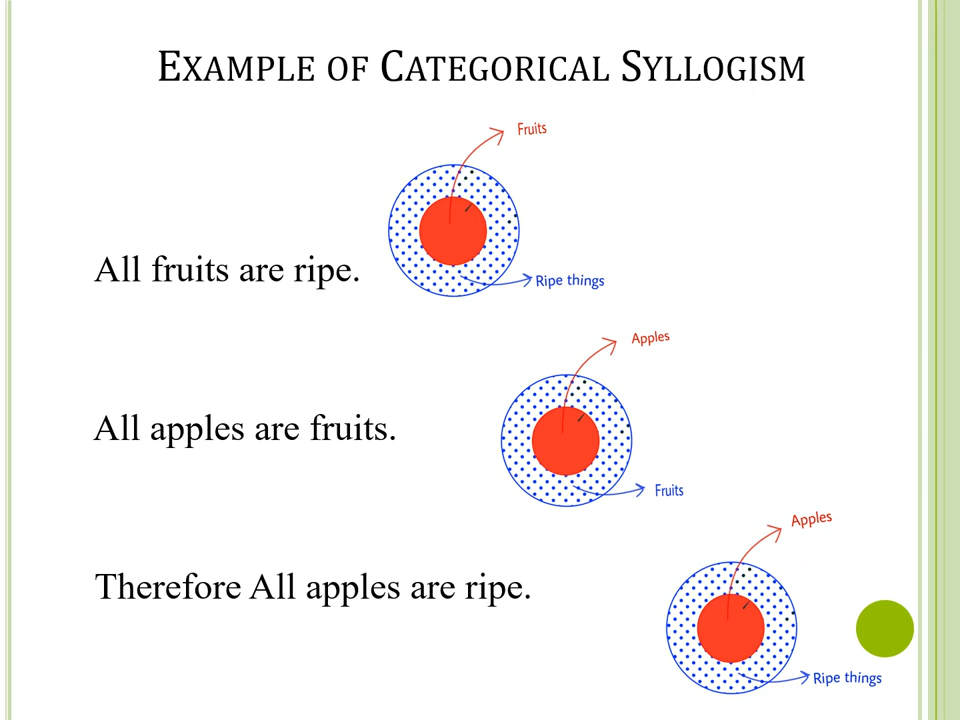 EXAMPLE OF CATEGORICAL SYLLOGISM
Fruits
All fruits are ripe.
Ripe things
Apples
All apples are fruits.
Fruits
Apples
Therefore All apples are ripe.
Ripe things